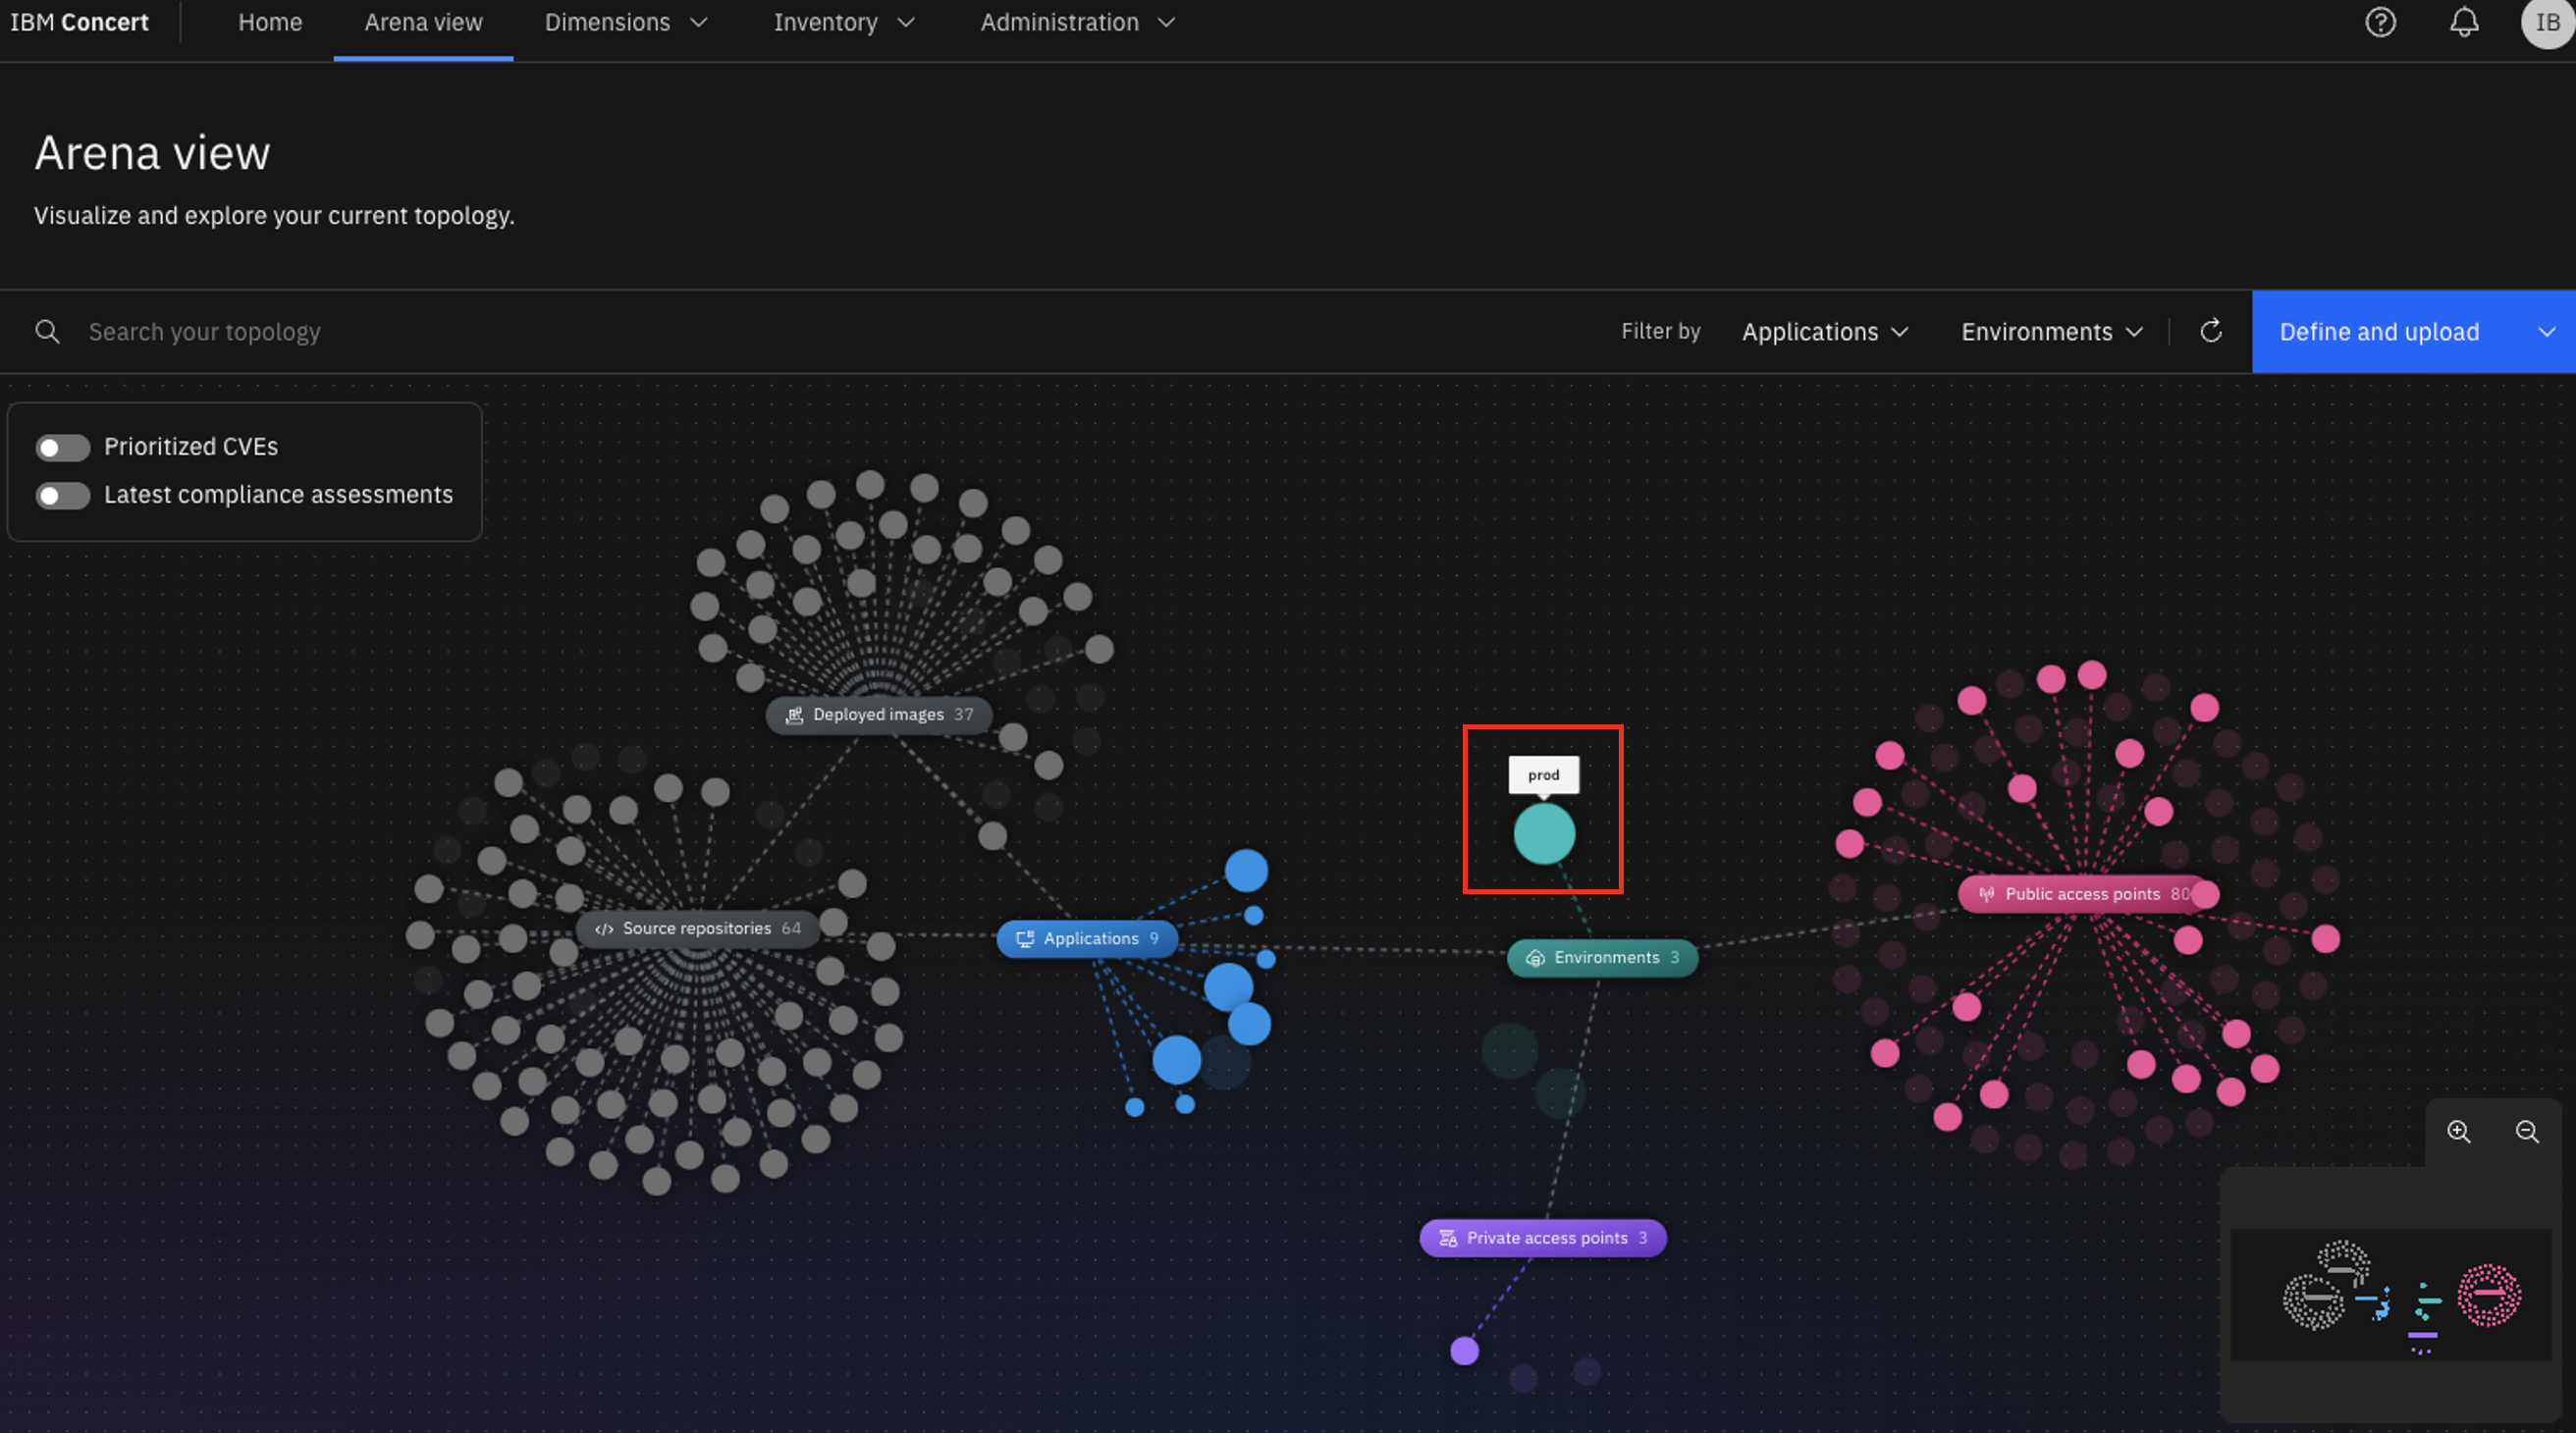 IBM Concert
Home
Arena view
Dimensions
Inventory
Administration
IB
Arena view
Visualize and explore your current topology.
Search your topology
Filter by
Applications
Environments
Define and upload
Prioritized CVEs
Latest compliance assessments
Deployed images 37
prod
Public access points 80
Source repositories 64
Applications 9
Environments 3
Private access points 3